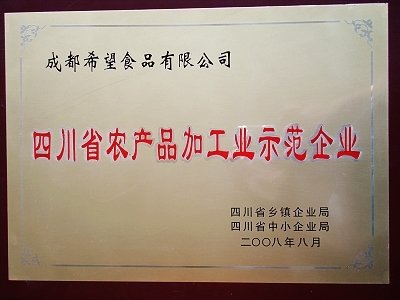 成都希望食品有限公司
四川省农产品加工业示范企业
四川省乡镇企业局
四川省中小企业局
二〇〇八年八月